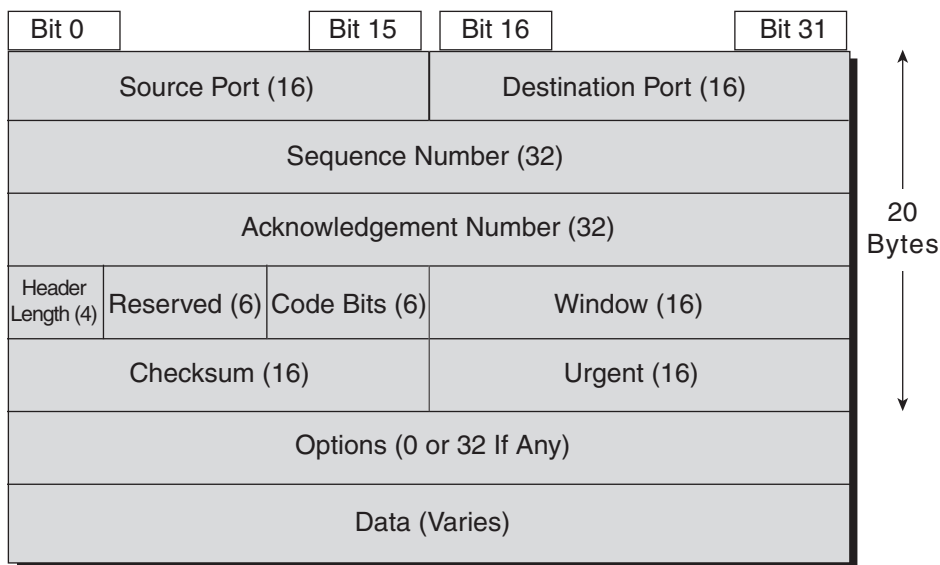 Bit 0
Bit 15
Bit 16
Bit 31
Source Port (16)
Destination Port (16)
Sequence Number (32)
Acknowledgement Number (32)
20
Bytes
Header
Length (4)
Reserved (6)
Code Bits (6)
Window (16)
Checksum (16)
Urgent (16)
Options (0 or 32 If Any)
Data (Varies)